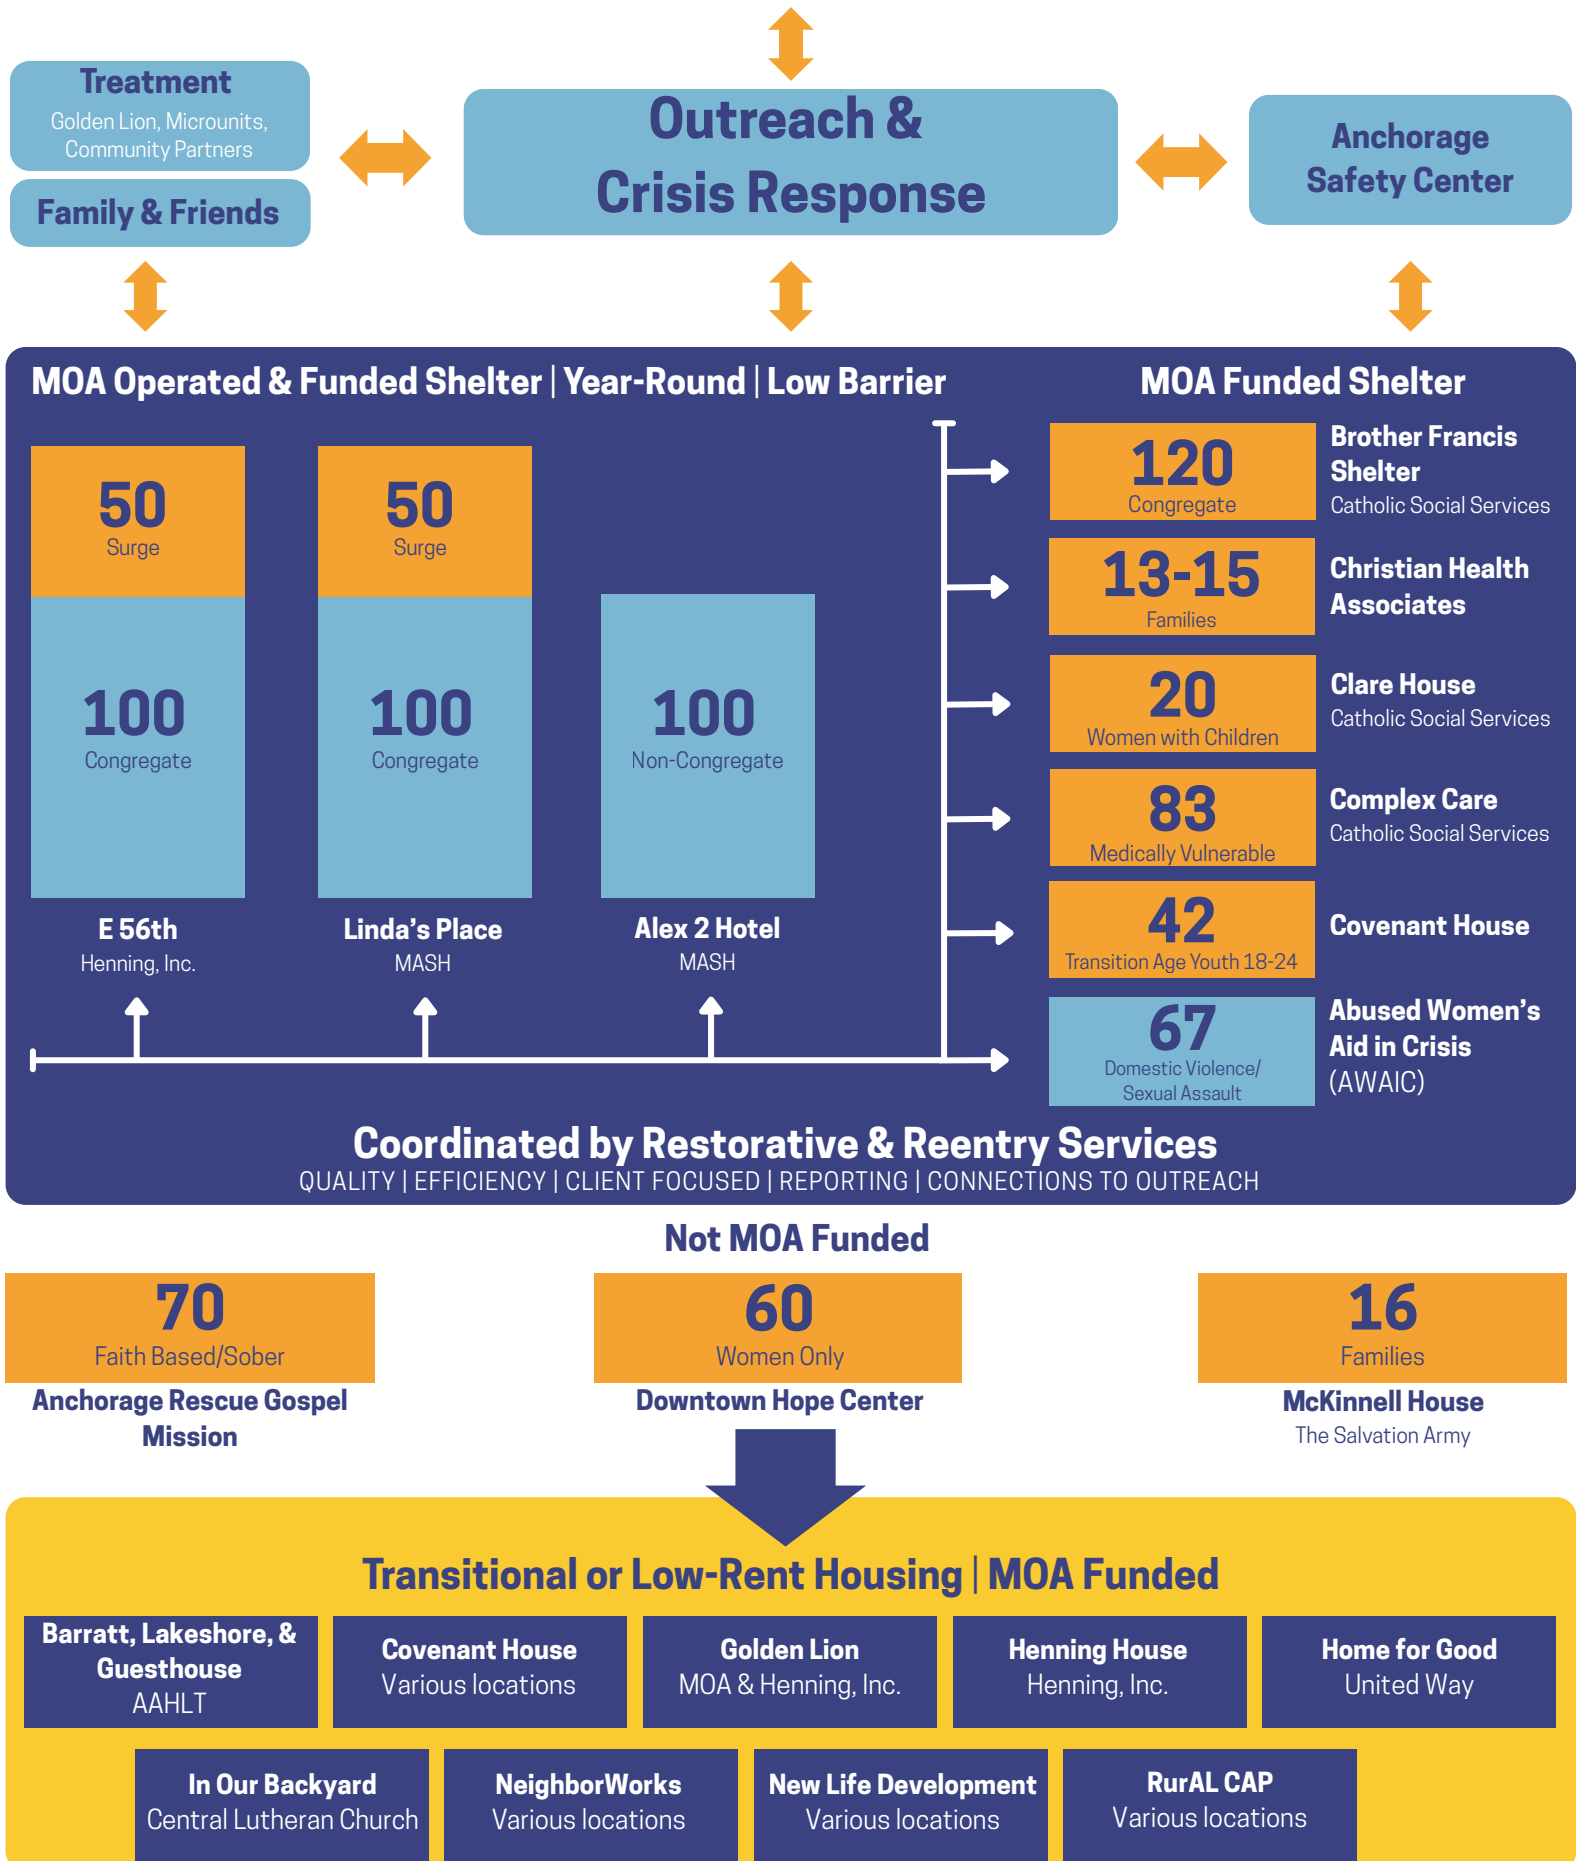 Treatment
Golden Lion, Microunits,
Community Partners
Family & Friends
Outreach &
Crisis Response
Anchorage
Safety Center
MOA Operated & Funded Shelter | Year-Round | Low Barrier
50
Surge
100
Congregate
E 56th
Henning, Inc.
50
Surge
100
Congregate
Linda's Place
MASH
100
Non-Congregate
Alex 2 Hotel
MASH
MOA Funded Shelter
120
Congregate
Brother Francis
Shelter
Catholic Social Services
13-15
Families
Christian Health
Associates
20
Women with Children
Clare House
Catholic Social Services
83
Medically Vulnerable
Complex Care
Catholic Social Services
42
Transition Age Youth 18-24
Covenant House
67
Domestic Violence/
Sexual Assault
Abused Women's
Aid in Crisis
(AWAIC)
Coordinated by Restorative & Reentry Services
QUALITY | EFFICIENCY | CLIENT FOCUSED | REPORTING | CONNECTIONS TO OUTREACH
Not MOA Funded
70
Faith Based/Sober
Anchorage Rescue Gospel
Mission
60
Women Only
Downtown Hope Center
16
Families
McKinnell House
The Salvation Army
Transitional or Low-Rent Housing | MOA Funded
Barratt, Lakeshore, &
Guesthouse
AAHLT
Covenant House
Various locations
Golden Lion
MOA & Henning, Inc.
Henning House
Henning, Inc.
Home for Good
United Way
In Our Backyard
Central Lutheran Church
NeighborWorks
Various locations
New Life Development
Various locations
RurAL CAP
Various locations